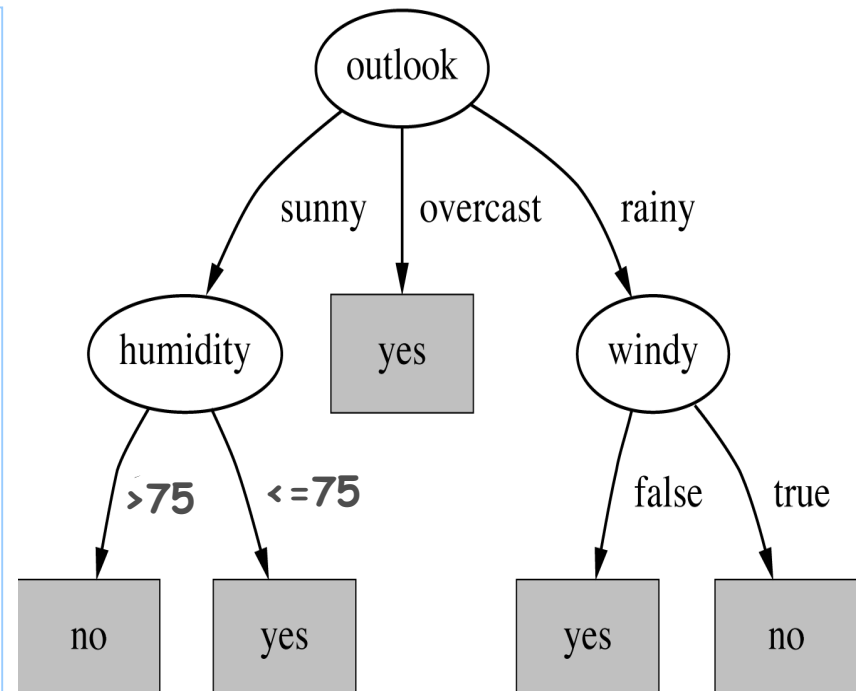 outlook
sunny overcast rainy
humidity yes windy
>75 <=75 false true
no yes yes no